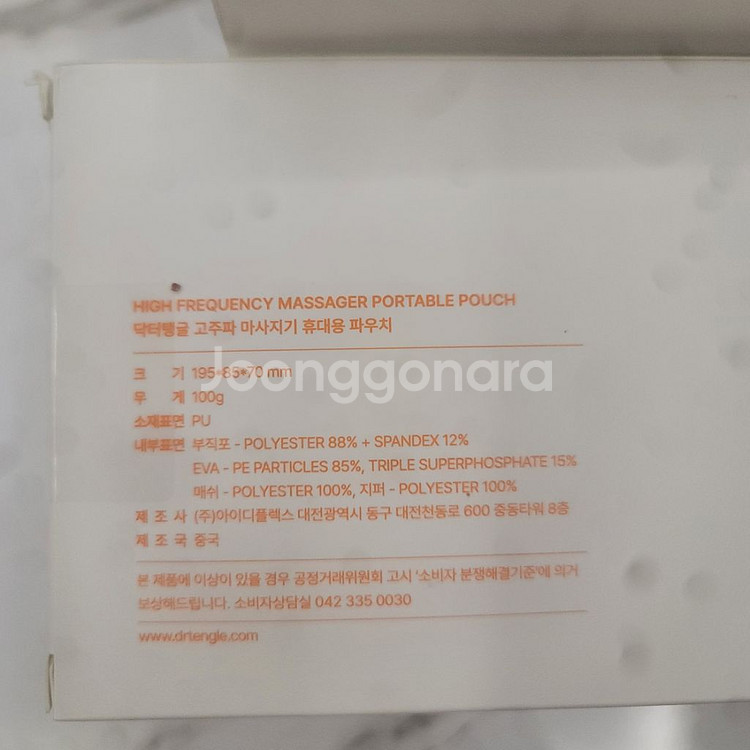 HIGH FREQUENCY MASSAGER PORTABLE POUCH
닥터탱글 고주파 마사지기 휴대용 파우치
크 기 195*85*70 mm
무 게 100g
소재표면 PU
내부표면 부직포 - POLYESTER 88% + SPANDEX 12%
EVA - PE PARTICLES 85%, TRIPLE SUPERPHOSPHATE 15%
매쉬 - POLYESTER 100%, 지퍼 - POLYESTER 100%
제 조 사 (주)아이디플렉스 대전광역시 동구 대전천동로 600 중동타워 8층
제 조 국 중국
본 제품에 이상이 있을 경우 공정거래위원회 고시 '소비자 분쟁해결기준'에 의거
보상해드립니다. 소비자상담실 042 335 0030
www.drtengle.com
Joonggonara